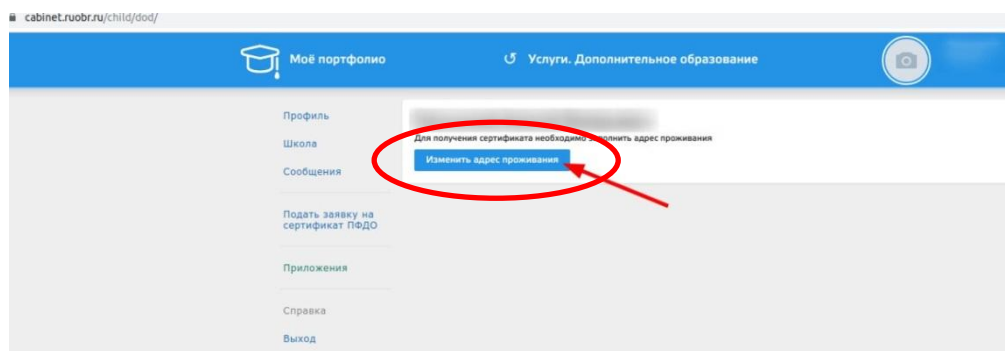 cabinet.ruobr.ru/child/dod/
Моё портфолио
Услуги. Дополнительное образование
Профиль
Школа
Сообщения
Подать заявку на
сертификат ПФДО
Приложения
Справка
Выход
Для получения сертификата необходимо заполнить адрес проживания
Изменить адрес проживания